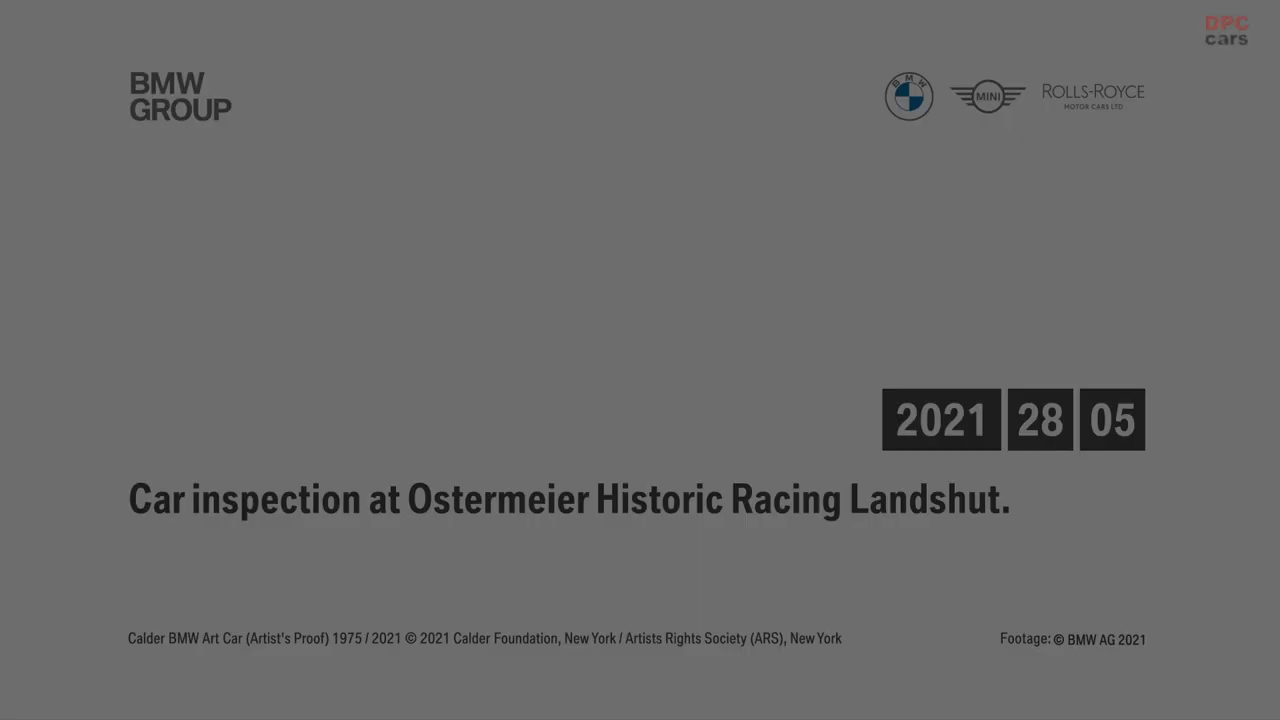 DPC
cars
BMW
GROUP
BMW
MINI
ROLLS-ROYCE
MOTOR CARS LTD
2021 28 05
Car inspection at Ostermeier Historic Racing Landshut.
Calder BMW Art Car (Artist's Proof) 1975 / 2021 © 2021 Calder Foundation, New York / Artists Rights Society (ARS), New York
Footage: © BMW AG 2021